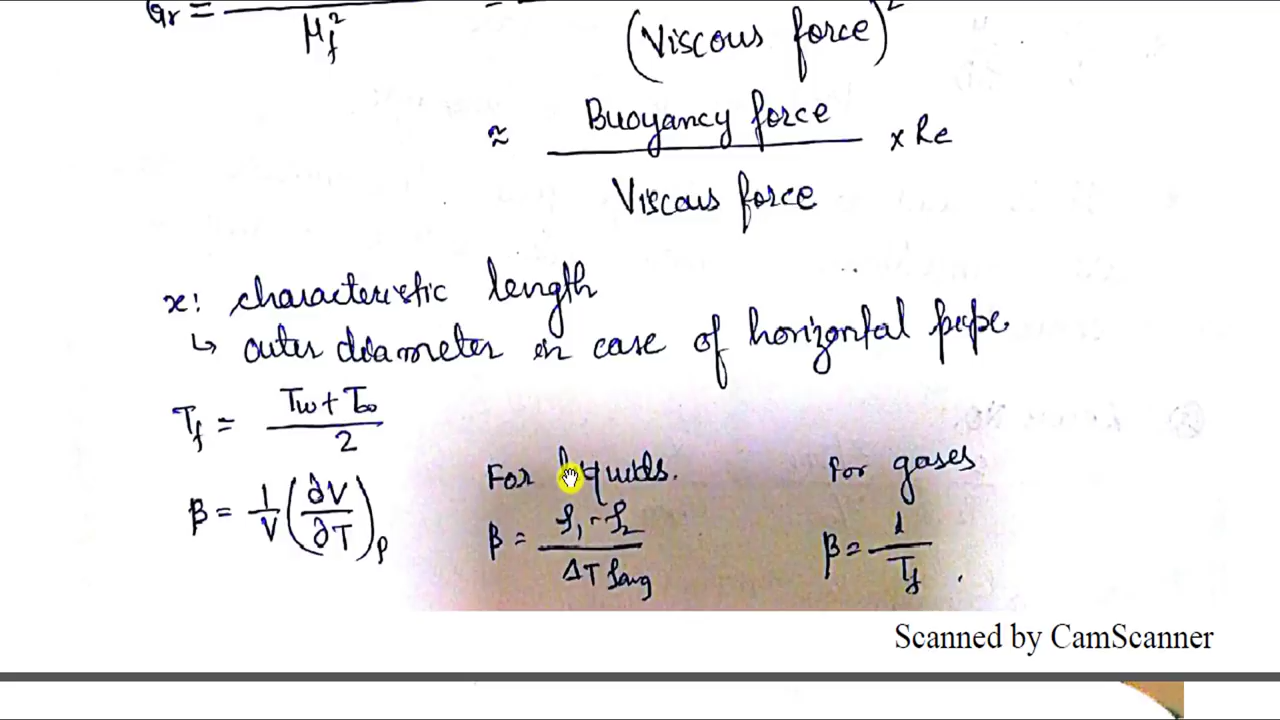 Gr =
μf²
(Viscous force)²
≈ Buoyancy force / Viscous force × Re
x: characteristic length
↳ outer diameter in case of horizontal pipe
Tf = (Tw + T∞) / 2
β = 1/V (∂V/∂T)p
For liquids.
β = (ρ1 - ρ2) / (ΔT ρavg)
for gases
β = 1 / Tf
Scanned by CamScanner